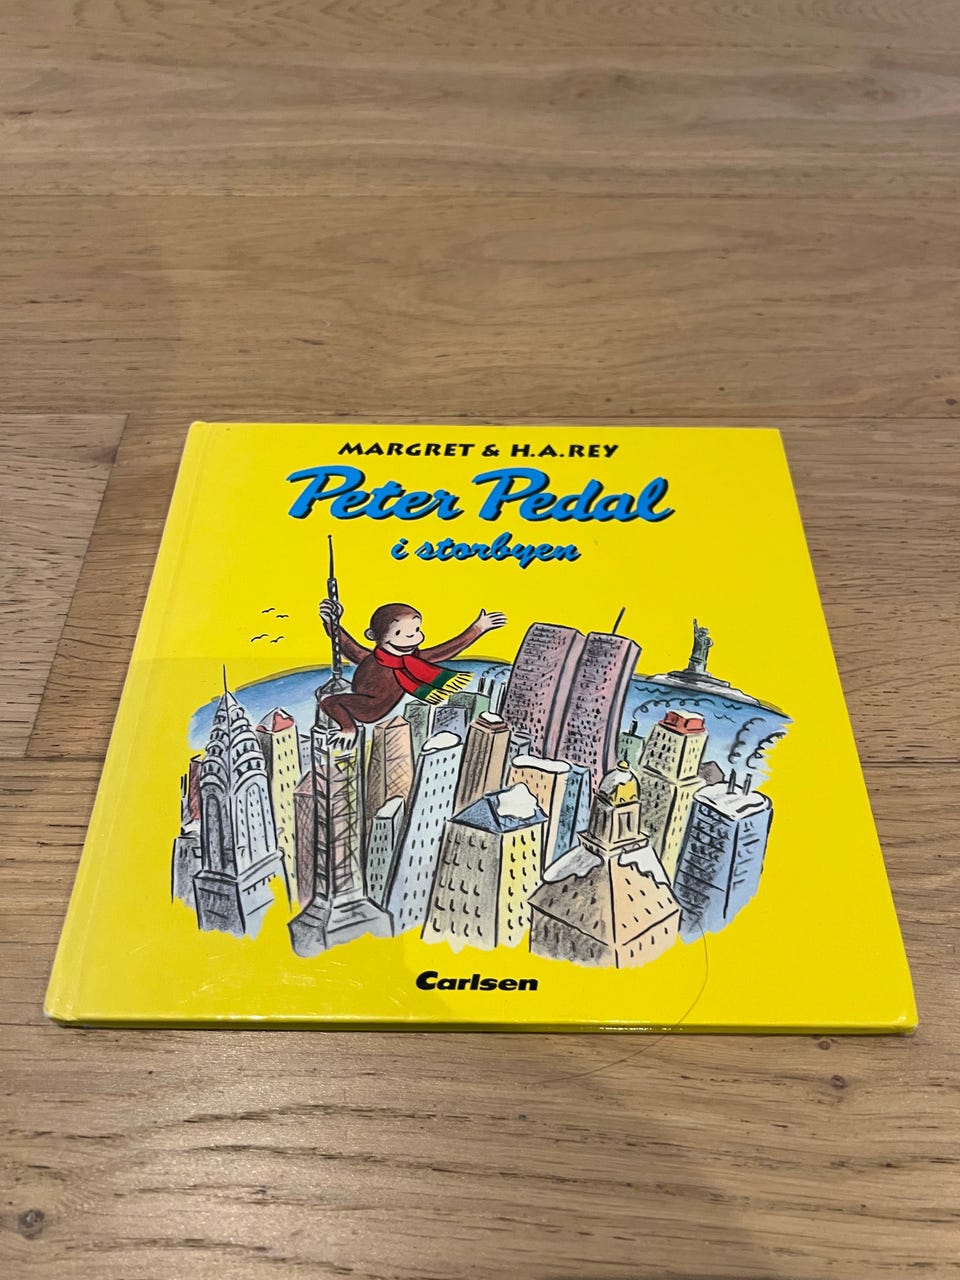 MARGRET & H.A.REY
Peter Pedal
i storbyen
Carlsen